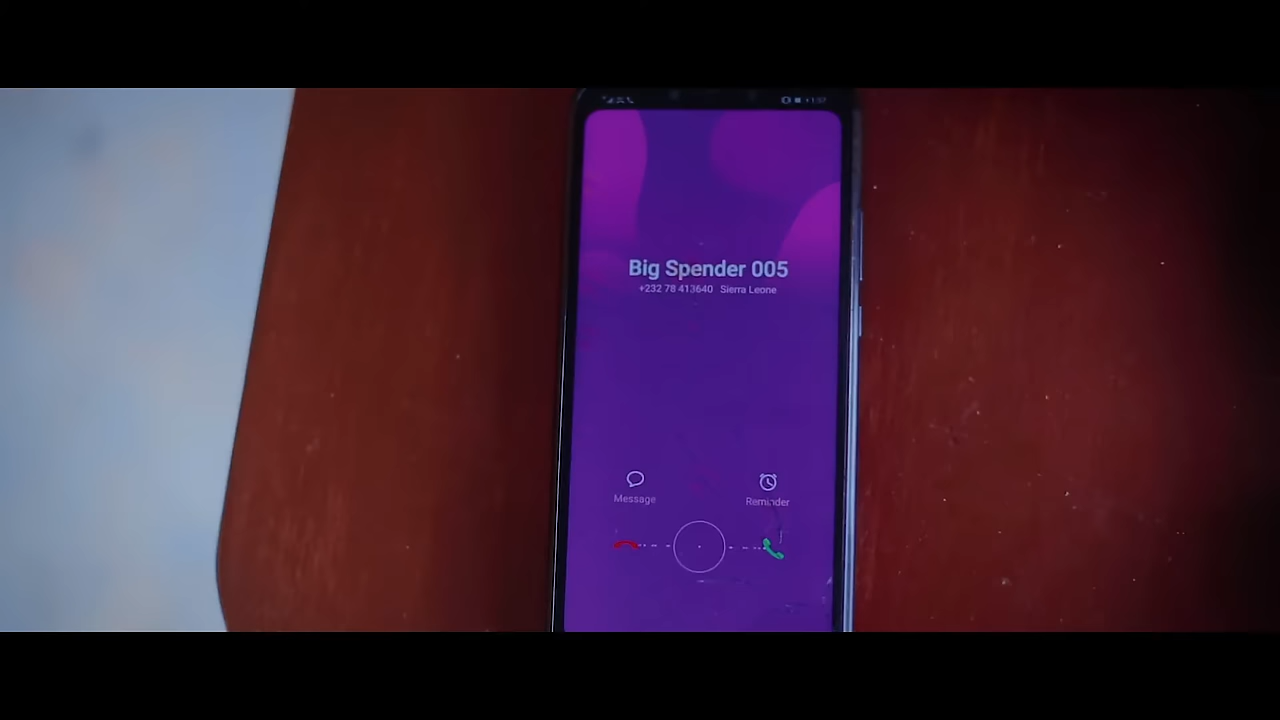 Big Spender 005
+232 78 413640 Sierra Leone
Message
Reminder